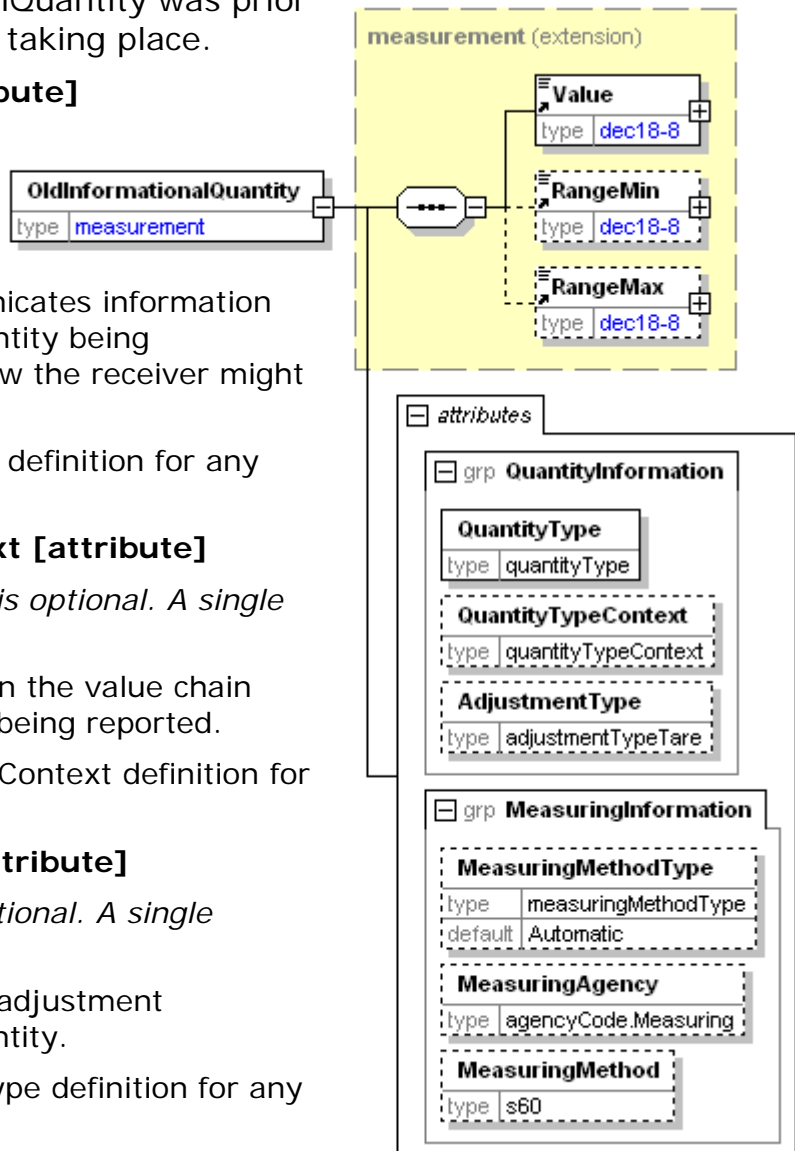 lQuantity was prior
taking place.
bute]
nicates information
ntity being
w the receiver might
definition for any
xt [attribute]
is optional. A single
n the value chain
being reported.
Context definition for
tribute]
tional. A single
adjustment
ntity.
ype definition for any
OldInformationalQuantity
type measurement
measurement (extension)
Value
type dec18-8
RangeMin
type dec18-8
RangeMax
type dec18-8
attributes
grp QuantityInformation
QuantityType
type quantityType
QuantityTypeContext
type quantityTypeContext
AdjustmentType
type adjustmentTypeTare
grp MeasuringInformation
MeasuringMethodType
type measuringMethodType
default Automatic
MeasuringAgency
type agencyCode.Measuring
MeasuringMethod
type s60